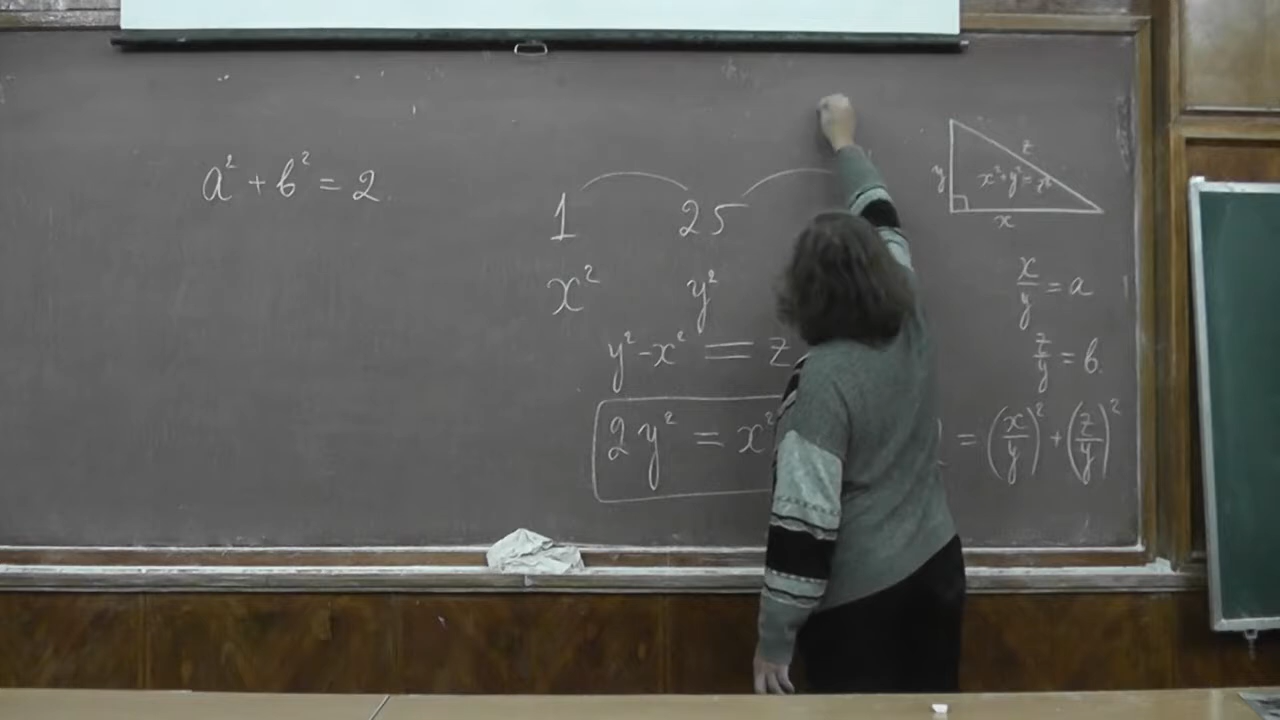 a² + b² = 2
1 25
x² y²
y² - x² = z
2y² = x²
= (x/y)² + (z/y)²
y
z
x² + y² = z²
x
x/y = a
z/y = b